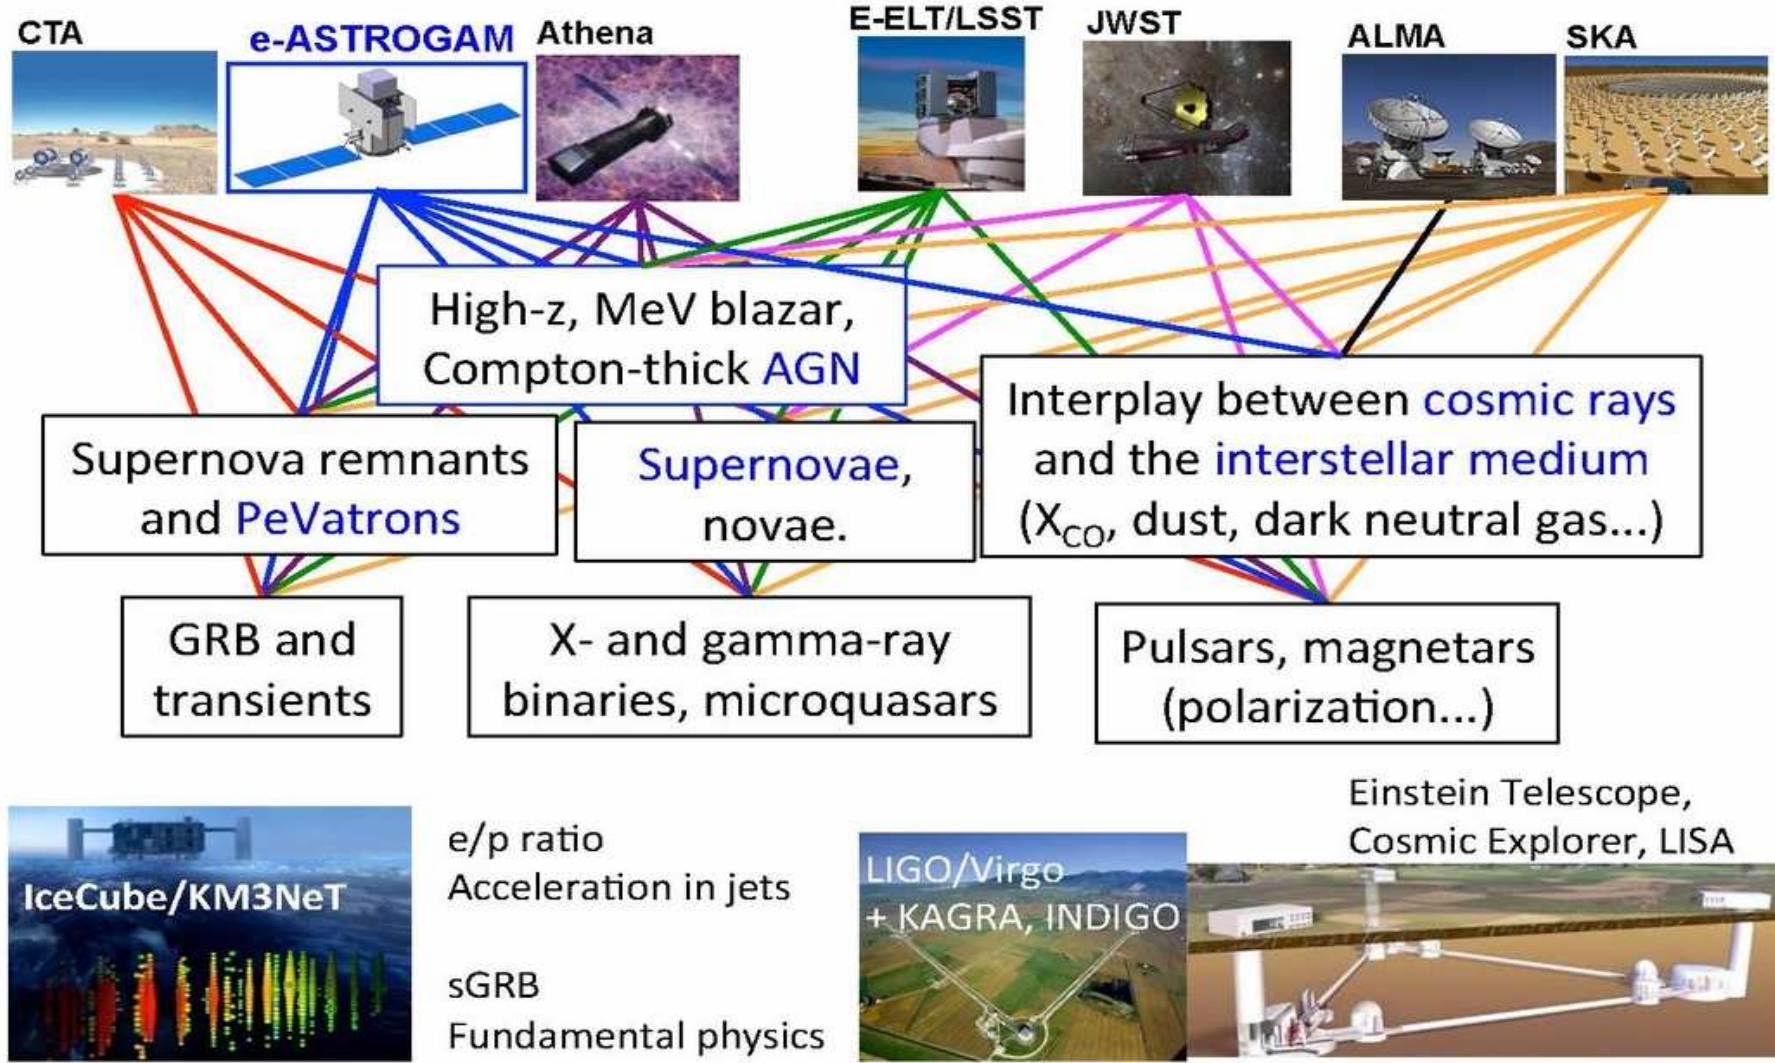 CTA
e-ASTROGAM
Athena
E-ELT/LSST
JWST
ALMA
SKA
High-z, MeV blazar,
Compton-thick AGN
Supernova remnants
and PeVatrons
Supernovae,
novae.
Interplay between cosmic rays
and the interstellar medium
(X_CO, dust, dark neutral gas...)
GRB and
transients
X- and gamma-ray
binaries, microquasars
Pulsars, magnetars
(polarization...)
IceCube/KM3NeT
e/p ratio
Acceleration in jets
sGRB
Fundamental physics
LIGO/Virgo
+ KAGRA, INDIGO
Einstein Telescope,
Cosmic Explorer, LISA